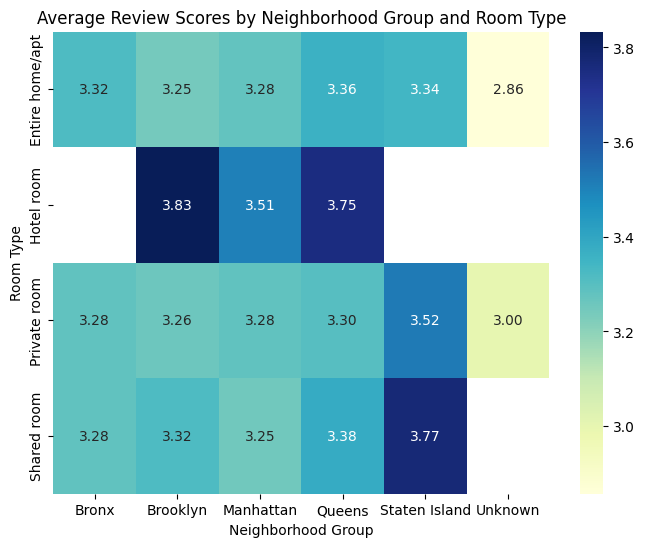 Average Review Scores by Neighborhood Group and Room Type
Room Type
Entire home/apt
3.32 3.25 3.28 3.36 3.34 2.86
Hotel room
3.83 3.51 3.75
Private room
3.28 3.26 3.28 3.30 3.52 3.00
Shared room
3.28 3.32 3.25 3.38 3.77
Bronx Brooklyn Manhattan Queens Staten Island Unknown
Neighborhood Group
3.8
3.6
3.4
3.2
3.0